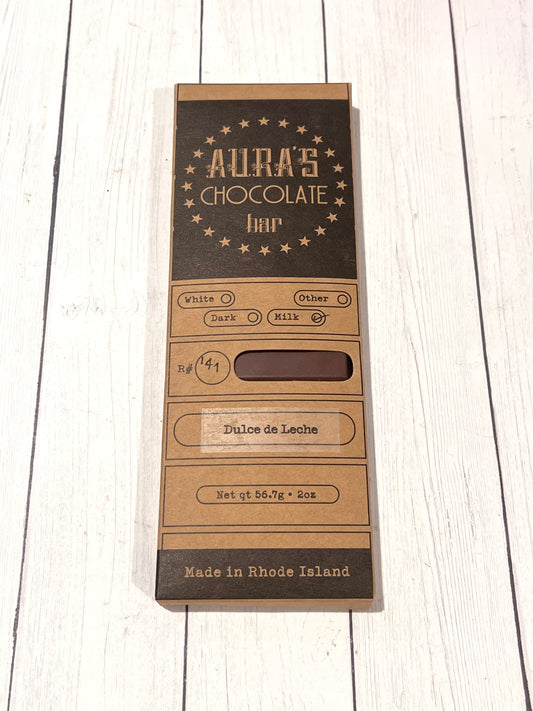 AURA'S
CHOCOLATE
bar
White
Other
Dark
Milk
R# 141
Dulce de Leche
Net qt 56.7g • 2oz
Made in Rhode Island